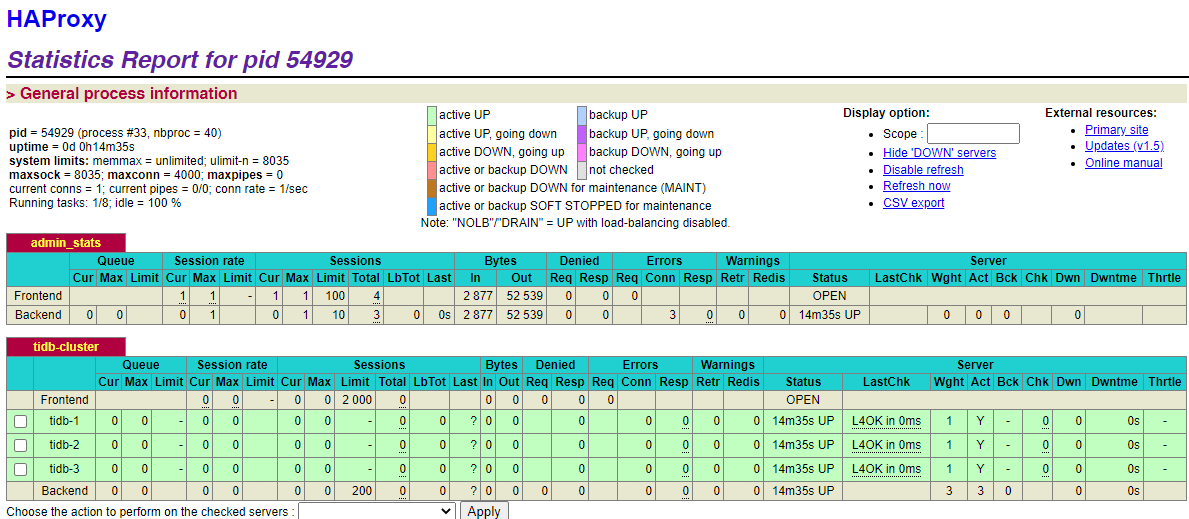 HAProxy
Statistics Report for pid 54929
> General process information
pid = 54929 (process #33, nbproc = 40)
uptime = 0d 0h14m35s
system limits: memmax = unlimited; ulimit-n = 8035
maxsock = 8035; maxconn = 4000; maxpipes = 0
current conns = 1; current pipes = 0/0; conn rate = 1/sec
Running tasks: 1/8; idle = 100 %
active UP backup UP
active UP, going down backup UP, going down
active DOWN, going up backup DOWN, going up
active or backup DOWN not checked
active or backup DOWN for maintenance (MAINT)
active or backup SOFT STOPPED for maintenance
Note: "NOLB"/"DRAIN" = UP with load-balancing disabled.
Display option:
Scope :
Hide 'DOWN' servers
Disable refresh
Refresh now
CSV export
External resources:
Primary site
Updates (v1.5)
Online manual
admin_stats
Queue Session rate Sessions Bytes Denied Errors Warnings Server
Cur Max Limit Cur Max Limit Cur Max Limit Total LbTot Last In Out Req Resp Req Conn Resp Retr Redis Status LastChk Wght Act Bck Chk Dwn Dwntme Thrtle
Frontend 1 1 - 1 1 100 4 2 877 52 539 0 0 0 OPEN
Backend 0 0 0 1 0 1 10 3 0 0s 2 877 52 539 0 0 3 0 0 0 14m35s UP 0 0 0 0
tidb-cluster
Queue Session rate Sessions Bytes Denied Errors Warnings Server
Cur Max Limit Cur Max Limit Cur Max Limit Total LbTot Last In Out Req Resp Req Conn Resp Retr Redis Status LastChk Wght Act Bck Chk Dwn Dwntme Thrtle
Frontend 0 0 - 0 0 2 000 0 0 0 0 0 0 OPEN
tidb-1 0 0 - 0 0 0 0 - 0 0 ? 0 0 0 0 0 0 0 14m35s UP L4OK in 0ms 1 Y - 0 0 0s -
tidb-2 0 0 - 0 0 0 0 - 0 0 ? 0 0 0 0 0 0 0 14m35s UP L4OK in 0ms 1 Y - 0 0 0s -
tidb-3 0 0 - 0 0 0 0 - 0 0 ? 0 0 0 0 0 0 0 14m35s UP L4OK in 0ms 1 Y - 0 0 0s -
Backend 0 0 0 0 0 0 200 0 0 ? 0 0 0 0 0 0 0 0 14m35s UP 3 3 0 0 0s
Choose the action to perform on the checked servers : Apply